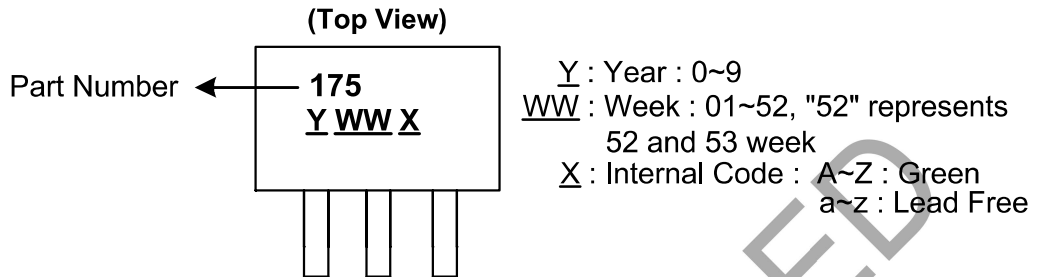 (Top View)
Part Number
175
Y WW X
Y : Year : 0~9
WW : Week : 01~52, "52" represents
52 and 53 week
X : Internal Code : A~Z : Green
a~z : Lead Free